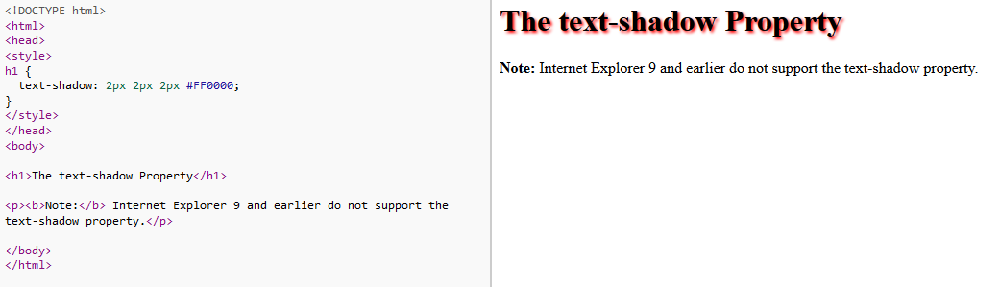 <!DOCTYPE html>
<html>
<head>
<style>
h1 {
  text-shadow: 2px 2px 2px #FF0000;
}
</style>
</head>
<body>

<h1>The text-shadow Property</h1>

<p><b>Note:</b> Internet Explorer 9 and earlier do not support the
text-shadow property.</p>

</body>
</html>
The text-shadow Property
Note: Internet Explorer 9 and earlier do not support the text-shadow property.